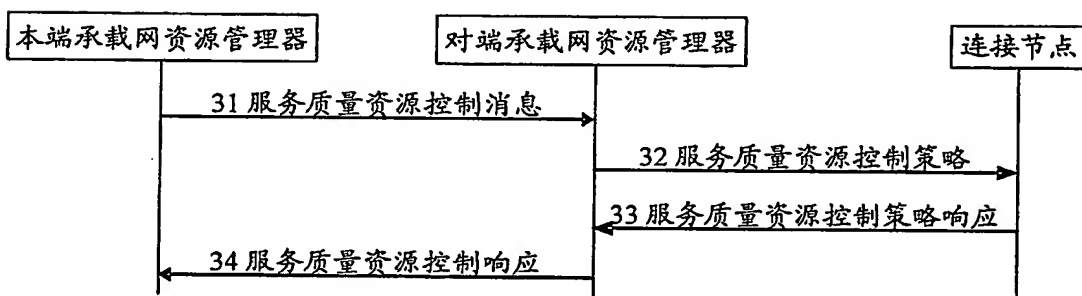 本端承载网资源管理器
对端承载网资源管理器
连接节点
31 服务质量资源控制消息
32 服务质量资源控制策略
33 服务质量资源控制策略响应
34 服务质量资源控制响应